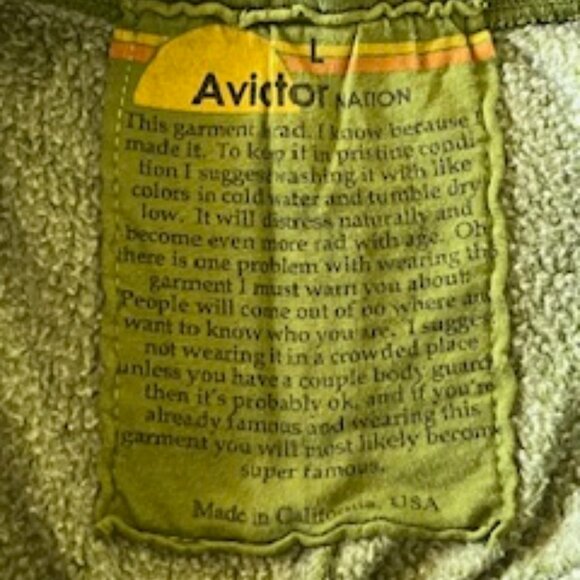 L
Aviator NATION
This garment is rad. I know because I
made it. To keep it in pristine condi-
tion I suggest washing it with like
colors in cold water and tumble dry
low. It will distress naturally and
become even more rad with age. Oh
there is one problem with wearing this
garment I must warn you about.
People will come out of no where and
want to know who you are. I suggest
not wearing it in a crowded place
unless you have a couple body guards
then it's probably ok, and if you're
already famous and wearing this
garment you will most likely become
super famous.
Made in California, USA